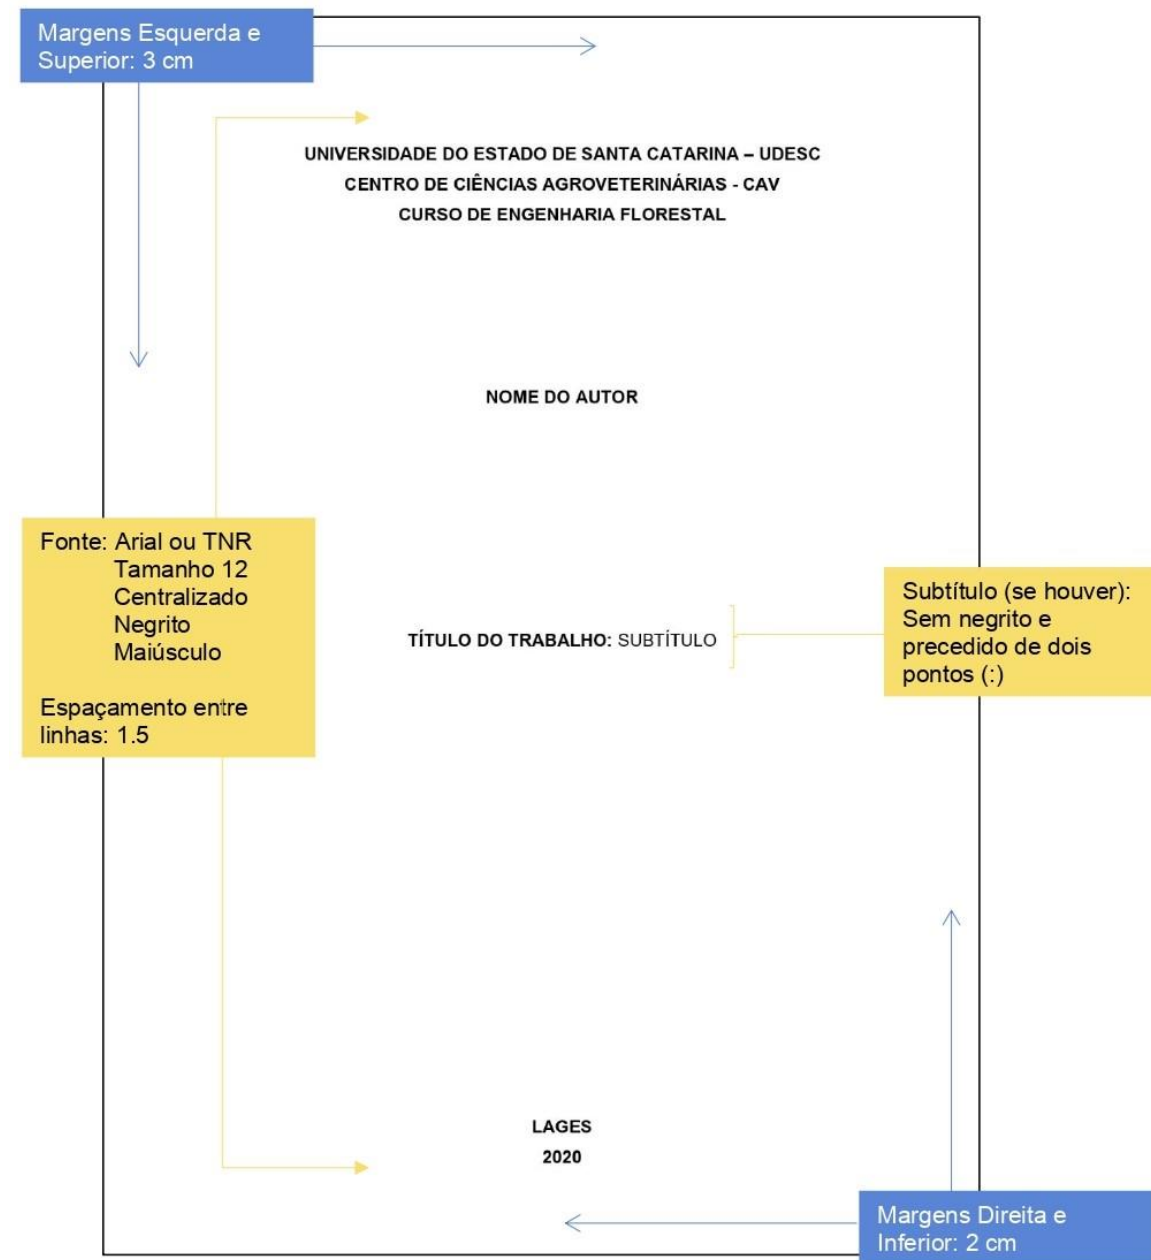 Margens Esquerda e
Superior: 3 cm
UNIVERSIDADE DO ESTADO DE SANTA CATARINA – UDESC
CENTRO DE CIÊNCIAS AGROVETERINÁRIAS - CAV
CURSO DE ENGENHARIA FLORESTAL
NOME DO AUTOR
Fonte: Arial ou TNR
Tamanho 12
Centralizado
Negrito
Maiúsculo
Espaçamento entre
linhas: 1.5
TÍTULO DO TRABALHO: SUBTÍTULO
Subtítulo (se houver):
Sem negrito e
precedido de dois
pontos (:)
LAGES
2020
Margens Direita e
Inferior: 2 cm